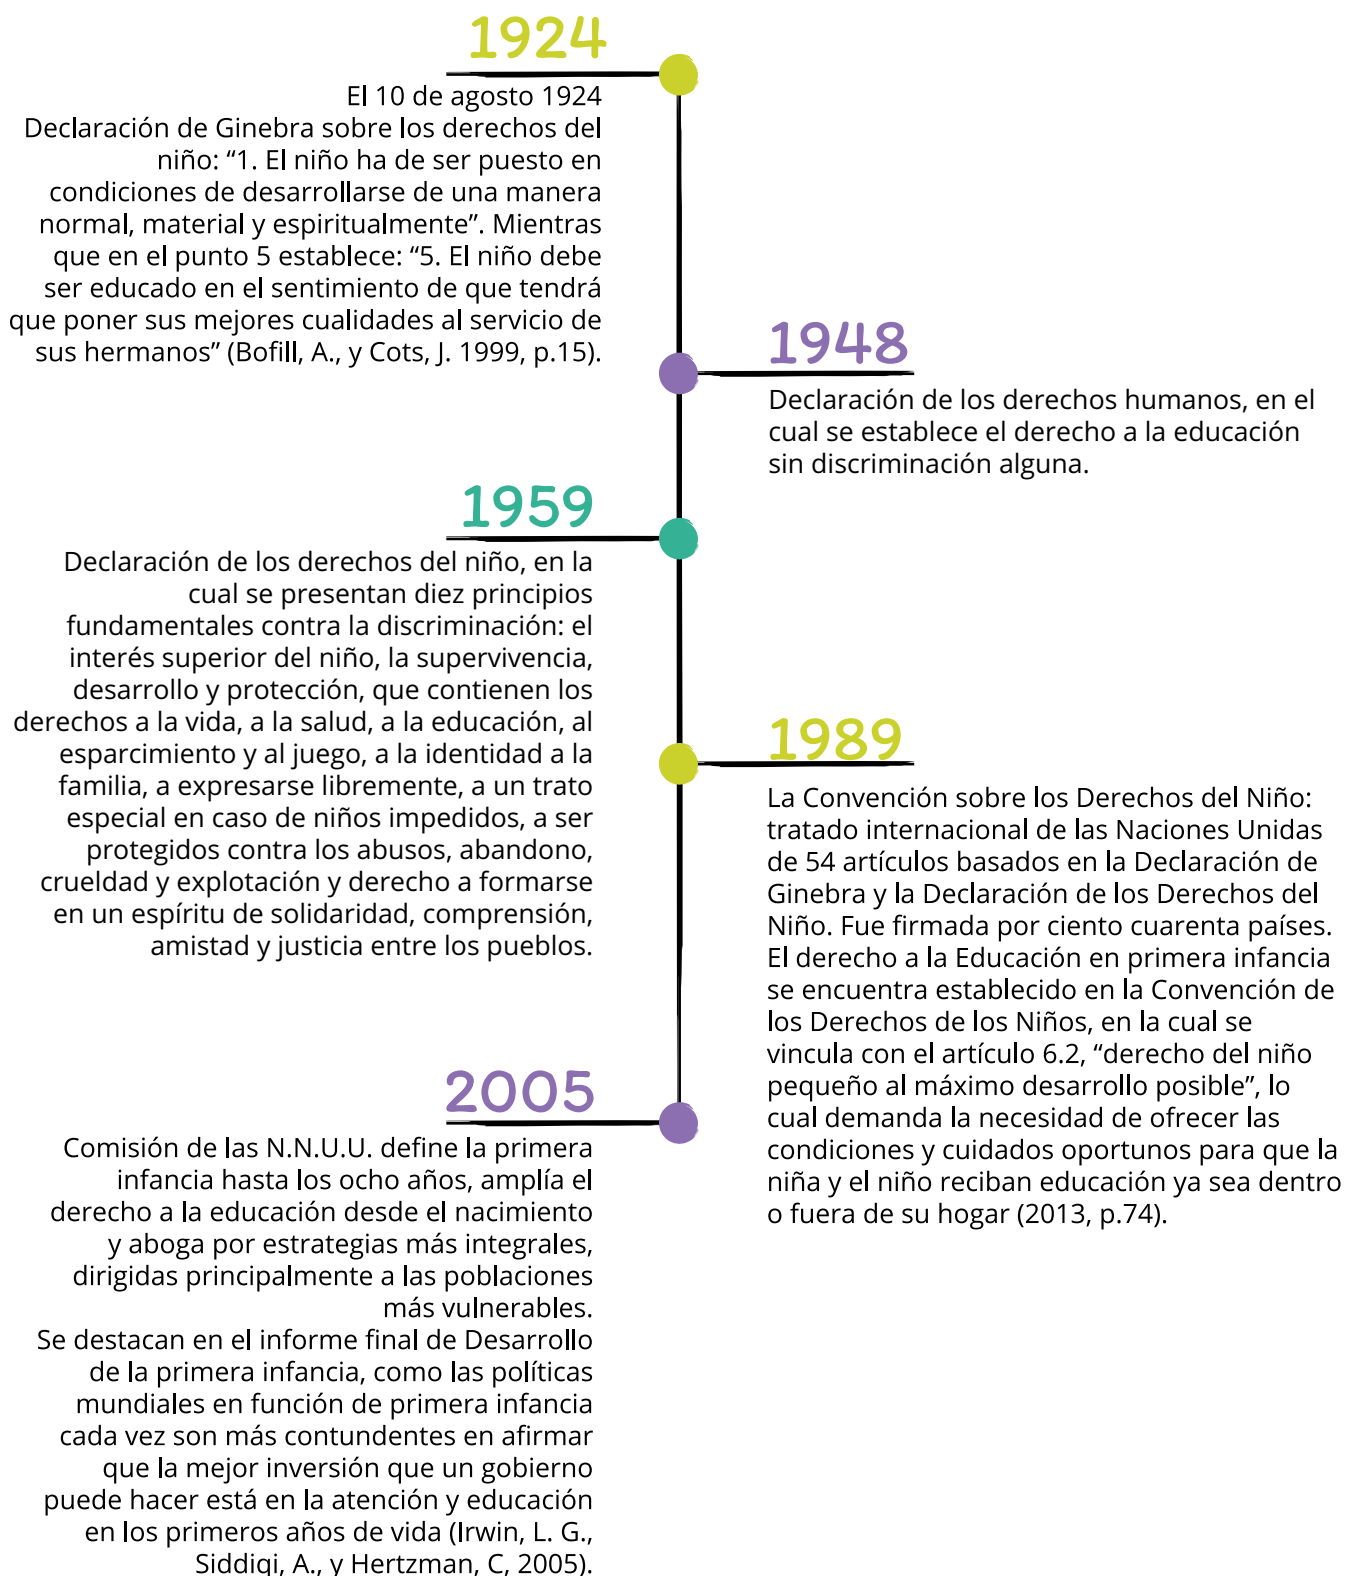 1924
El 10 de agosto 1924
Declaración de Ginebra sobre los derechos del
niño: “1. El niño ha de ser puesto en
condiciones de desarrollarse de una manera
normal, material y espiritualmente”. Mientras
que en el punto 5 establece: “5. El niño debe
ser educado en el sentimiento de que tendrá
que poner sus mejores cualidades al servicio de
sus hermanos” (Bofill, A., y Cots, J. 1999, p.15).
1948
Declaración de los derechos humanos, en el
cual se establece el derecho a la educación
sin discriminación alguna.
1959
Declaración de los derechos del niño, en la
cual se presentan diez principios
fundamentales contra la discriminación: el
interés superior del niño, la supervivencia,
desarrollo y protección, que contienen los
derechos a la vida, a la salud, a la educación, al
esparcimiento y al juego, a la identidad a la
familia, a expresarse libremente, a un trato
especial en caso de niños impedidos, a ser
protegidos contra los abusos, abandono,
crueldad y explotación y derecho a formarse
en un espíritu de solidaridad, comprensión,
amistad y justicia entre los pueblos.
1989
La Convención sobre los Derechos del Niño:
tratado internacional de las Naciones Unidas
de 54 artículos basados en la Declaración de
Ginebra y la Declaración de los Derechos del
Niño. Fue firmada por ciento cuarenta países.
El derecho a la Educación en primera infancia
se encuentra establecido en la Convención de
los Derechos de los Niños, en la cual se
vincula con el artículo 6.2, “derecho del niño
pequeño al máximo desarrollo posible”, lo
cual demanda la necesidad de ofrecer las
condiciones y cuidados oportunos para que la
niña y el niño reciban educación ya sea dentro
o fuera de su hogar (2013, p.74).
2005
Comisión de las N.N.U.U. define la primera
infancia hasta los ocho años, amplía el
derecho a la educación desde el nacimiento
y aboga por estrategias más integrales,
dirigidas principalmente a las poblaciones
más vulnerables.
Se destacan en el informe final de Desarrollo
de la primera infancia, como las políticas
mundiales en función de primera infancia
cada vez son más contundentes en afirmar
que la mejor inversión que un gobierno
puede hacer está en la atención y educación
en los primeros años de vida (Irwin, L. G.,
Siddiqi, A., y Hertzman, C, 2005).